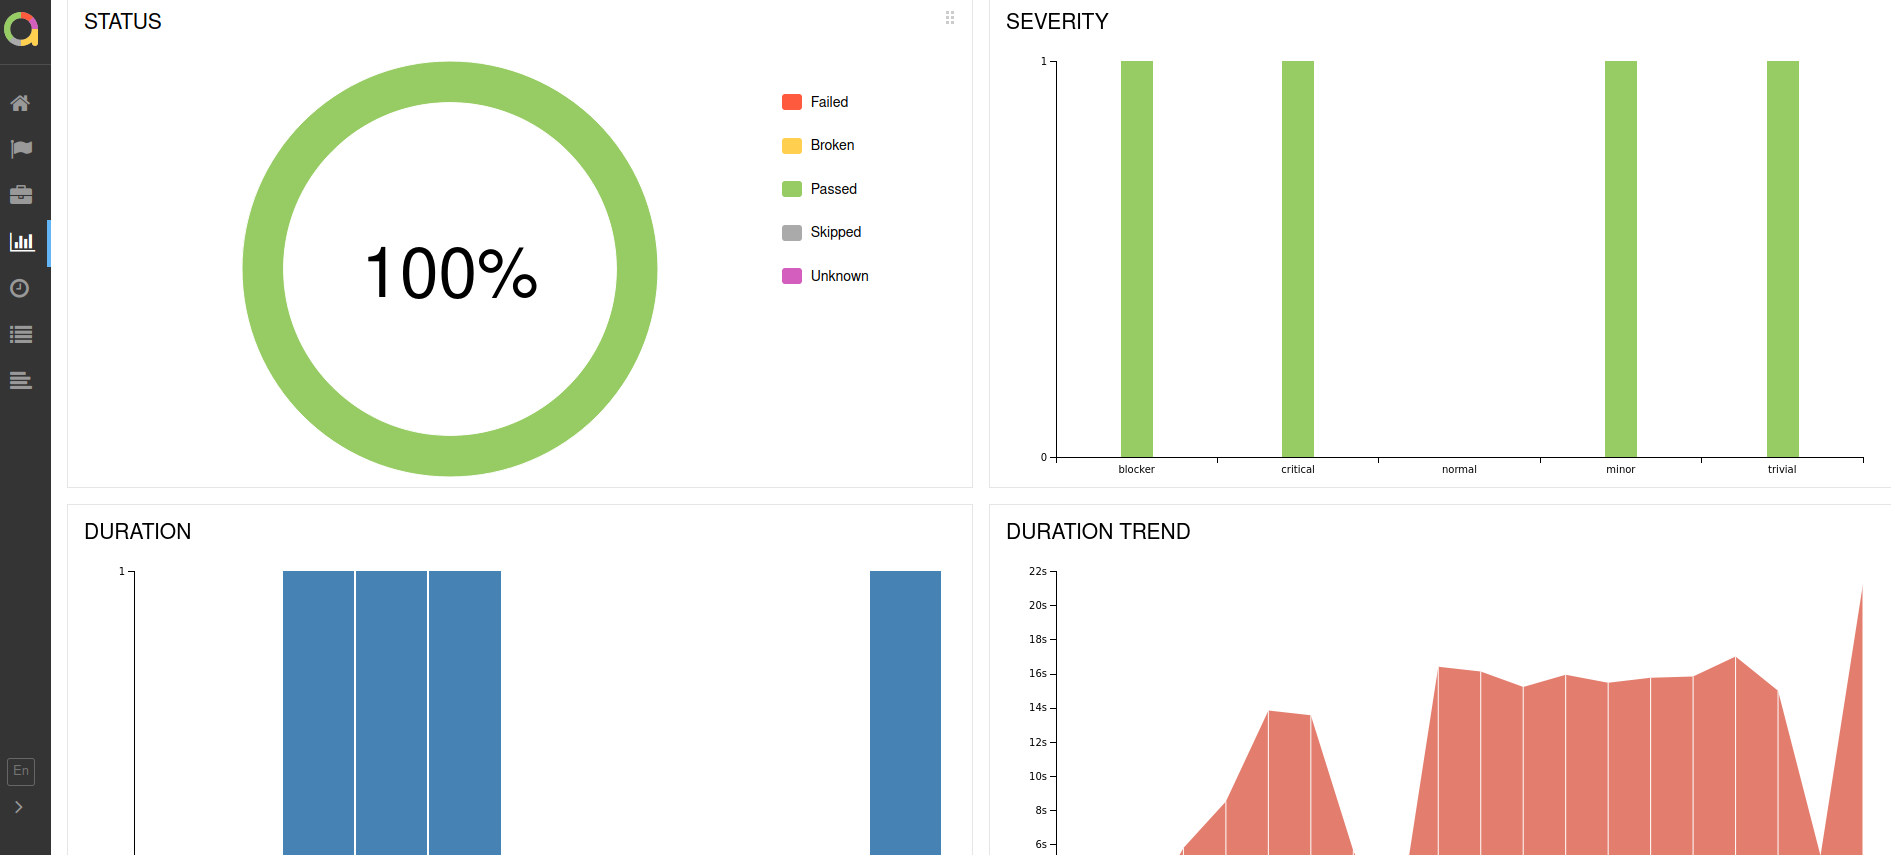 STATUS
100%
Failed
Broken
Passed
Skipped
Unknown
SEVERITY
1
0
blocker
critical
normal
minor
trivial
DURATION
1
DURATION TREND
22s
20s
18s
16s
14s
12s
10s
8s
6s
En